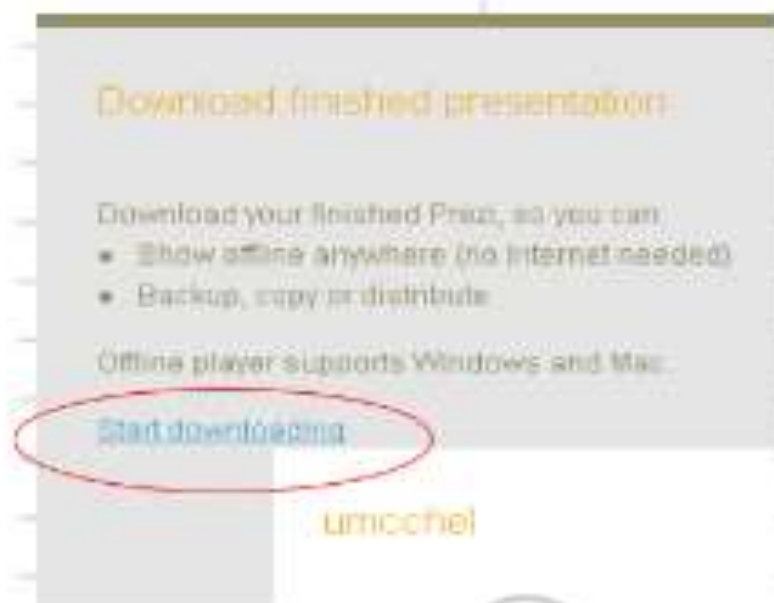 Download finished presentation
Download your finished Prezi, so you can
• Show offline anywhere (no internet needed)
• Backup, copy or distribute
Offline player supports Windows and Mac.
Start downloading